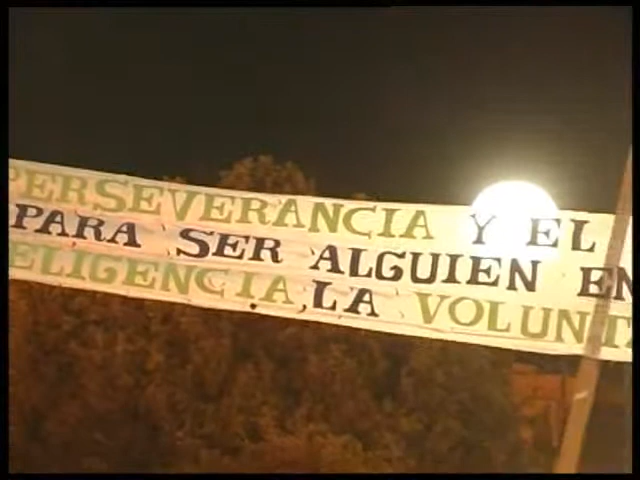 PERSEVERANCIA Y EL
PARA SER ALGUIEN EN
ELIGENCIA, LA VOLUNT